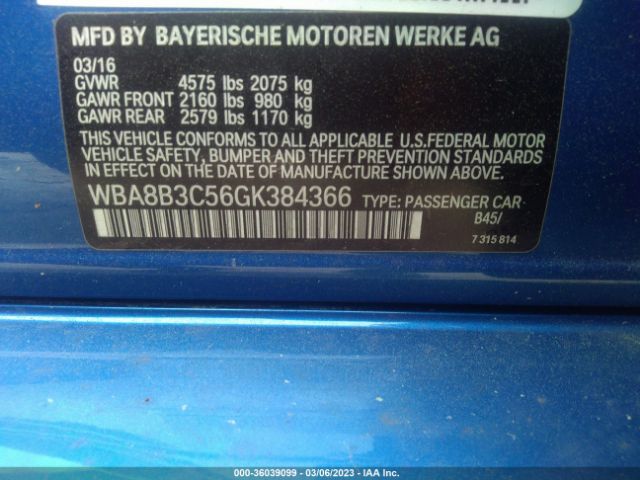 MFD BY BAYERISCHE MOTOREN WERKE AG
03/16
GVWR 4575 lbs 2075 kg
GAWR FRONT 2160 lbs 980 kg
GAWR REAR 2579 lbs 1170 kg
THIS VEHICLE CONFORMS TO ALL APPLICABLE U.S.FEDERAL MOTOR
VEHICLE SAFETY, BUMPER AND THEFT PREVENTION STANDARDS
IN EFFECT ON THE DATE OF MANUFACTURE SHOWN ABOVE.
WBA8B3C56GK384366 TYPE: PASSENGER CAR
B45/
7 315 814
000-36039099 — 03/06/2023 — IAA Inc.